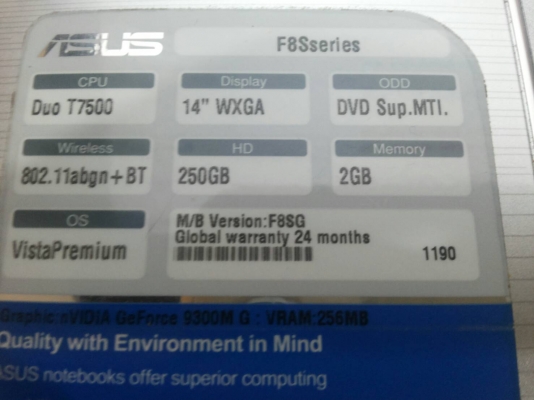 ASUS F8Sseries
CPU Display ODD
Duo T7500 14” WXGA DVD Sup.MTI.
Wireless HD Memory
802.11abgn+BT 250GB 2GB
OS
VistaPremium
M/B Version:F8SG
Global warranty 24 months
1190
Graphic:nVIDIA GeForce 9300M G : VRAM:256MB
Quality with Environment in Mind
ASUS notebooks offer superior computing